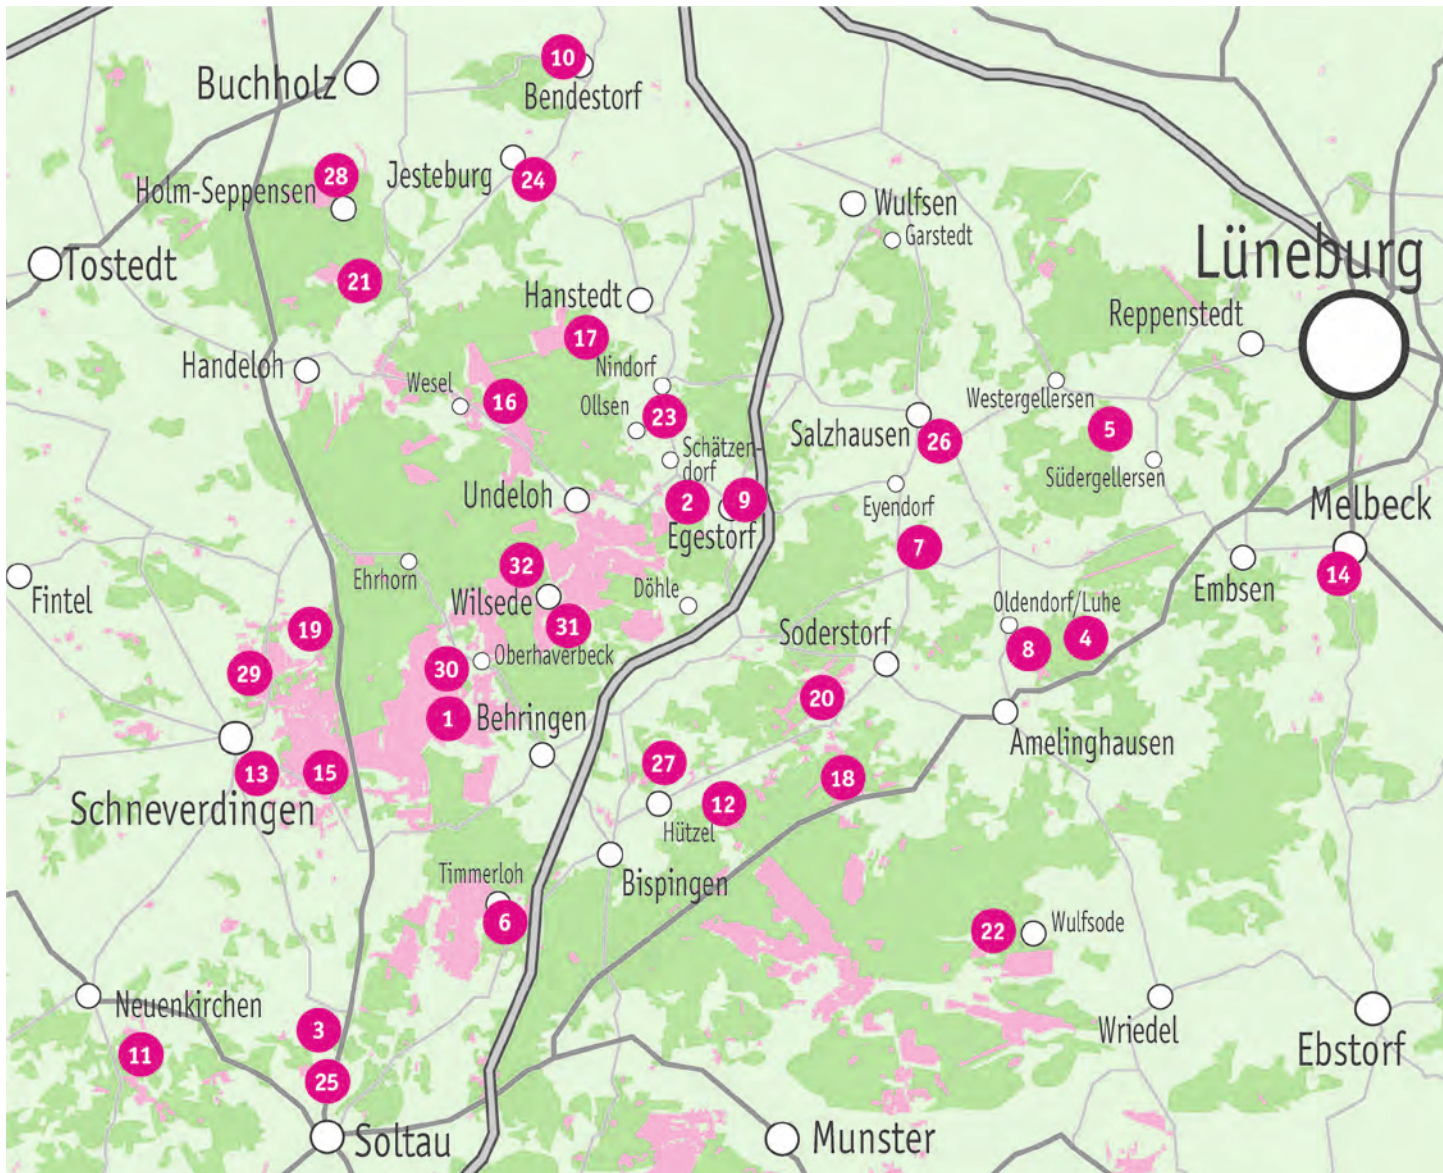 10
Buchholz
Bendestorf
28
Jesteburg
24
Holm-Seppensen
Wulfsen
Garstedt
Lüneburg
Tostedt
21
Hanstedt
Reppenstedt
17
Handeloh
Nindorf
Wesel
16
Ollsen
23
Westergellersen
5
Salzhausen
26
Schätzen-
dorf
Südergellersen
Undeloh
2
9
Eyendorf
Melbeck
Egestorf
7
32
Ehrhorn
14
Fintel
Wilsede
Döhle
Embsen
31
Oldendorf/Luhe
19
Soderstorf
8
4
29
30
Oberhaverbeck
20
1
Behringen
Amelinghausen
13
15
27
18
Schneverdingen
12
Hützel
Timmerloh
Bispingen
6
22
Wulfsode
Neuenkirchen
3
Wriedel
11
Ebstorf
25
Soltau
Munster